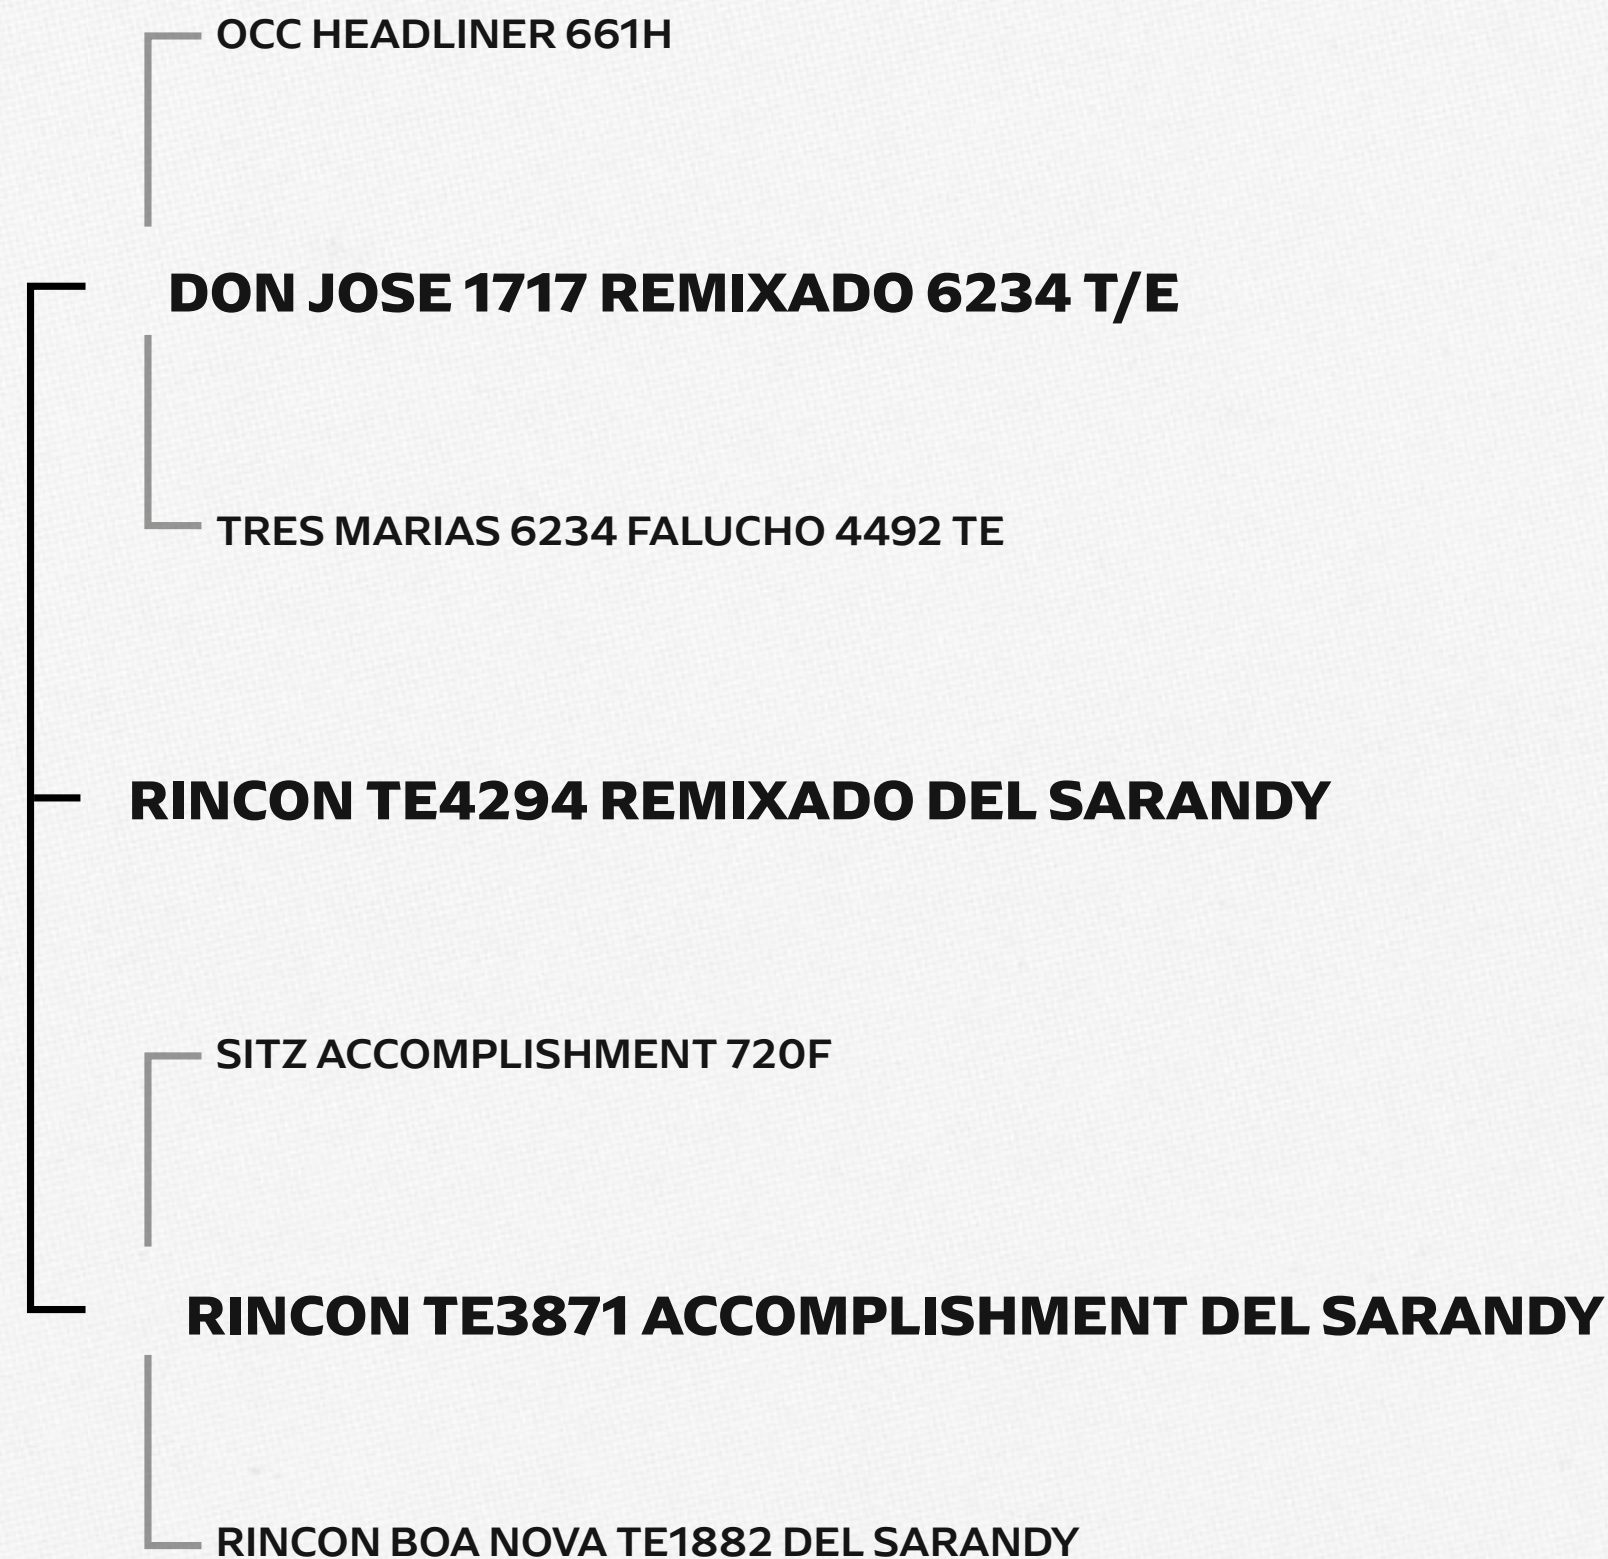 OCC HEADLINER 661H
DON JOSE 1717 REMIXADO 6234 T/E
TRES MARIAS 6234 FALUCHO 4492 TE
RINCON TE4294 REMIXADO DEL SARANDY
SITZ ACCOMPLISHMENT 720F
RINCON TE3871 ACCOMPLISHMENT DEL SARANDY
RINCON BOA NOVA TE1882 DEL SARANDY